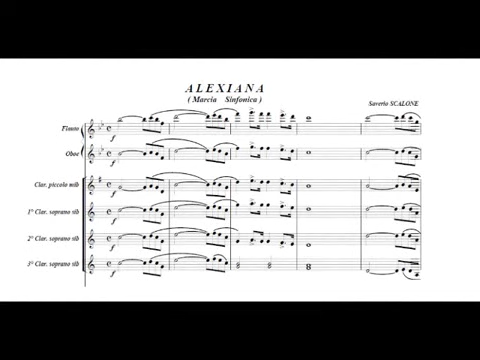 ALEXIANA
( Marcia Sinfonica )
Saverio SCALONE
Flauto
Oboe
Clar. piccolo mib
1° Clar. soprano sib
2° Clar. soprano sib
3° Clar. soprano sib